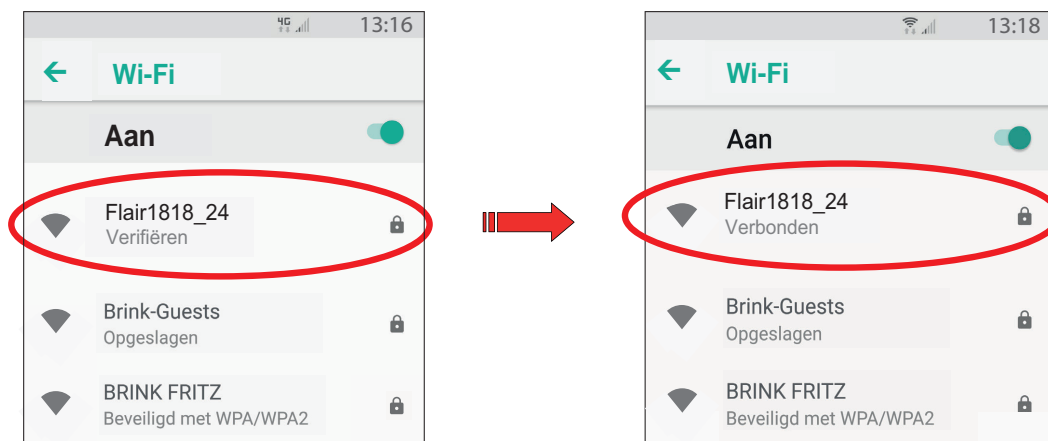 4G 13:16
Wi-Fi
Aan
Flair1818_24
Verifiëren
Brink-Guests
Opgeslagen
BRINK FRITZ
Beveiligd met WPA/WPA2
13:18
Wi-Fi
Aan
Flair1818_24
Verbonden
Brink-Guests
Opgeslagen
BRINK FRITZ
Beveiligd met WPA/WPA2